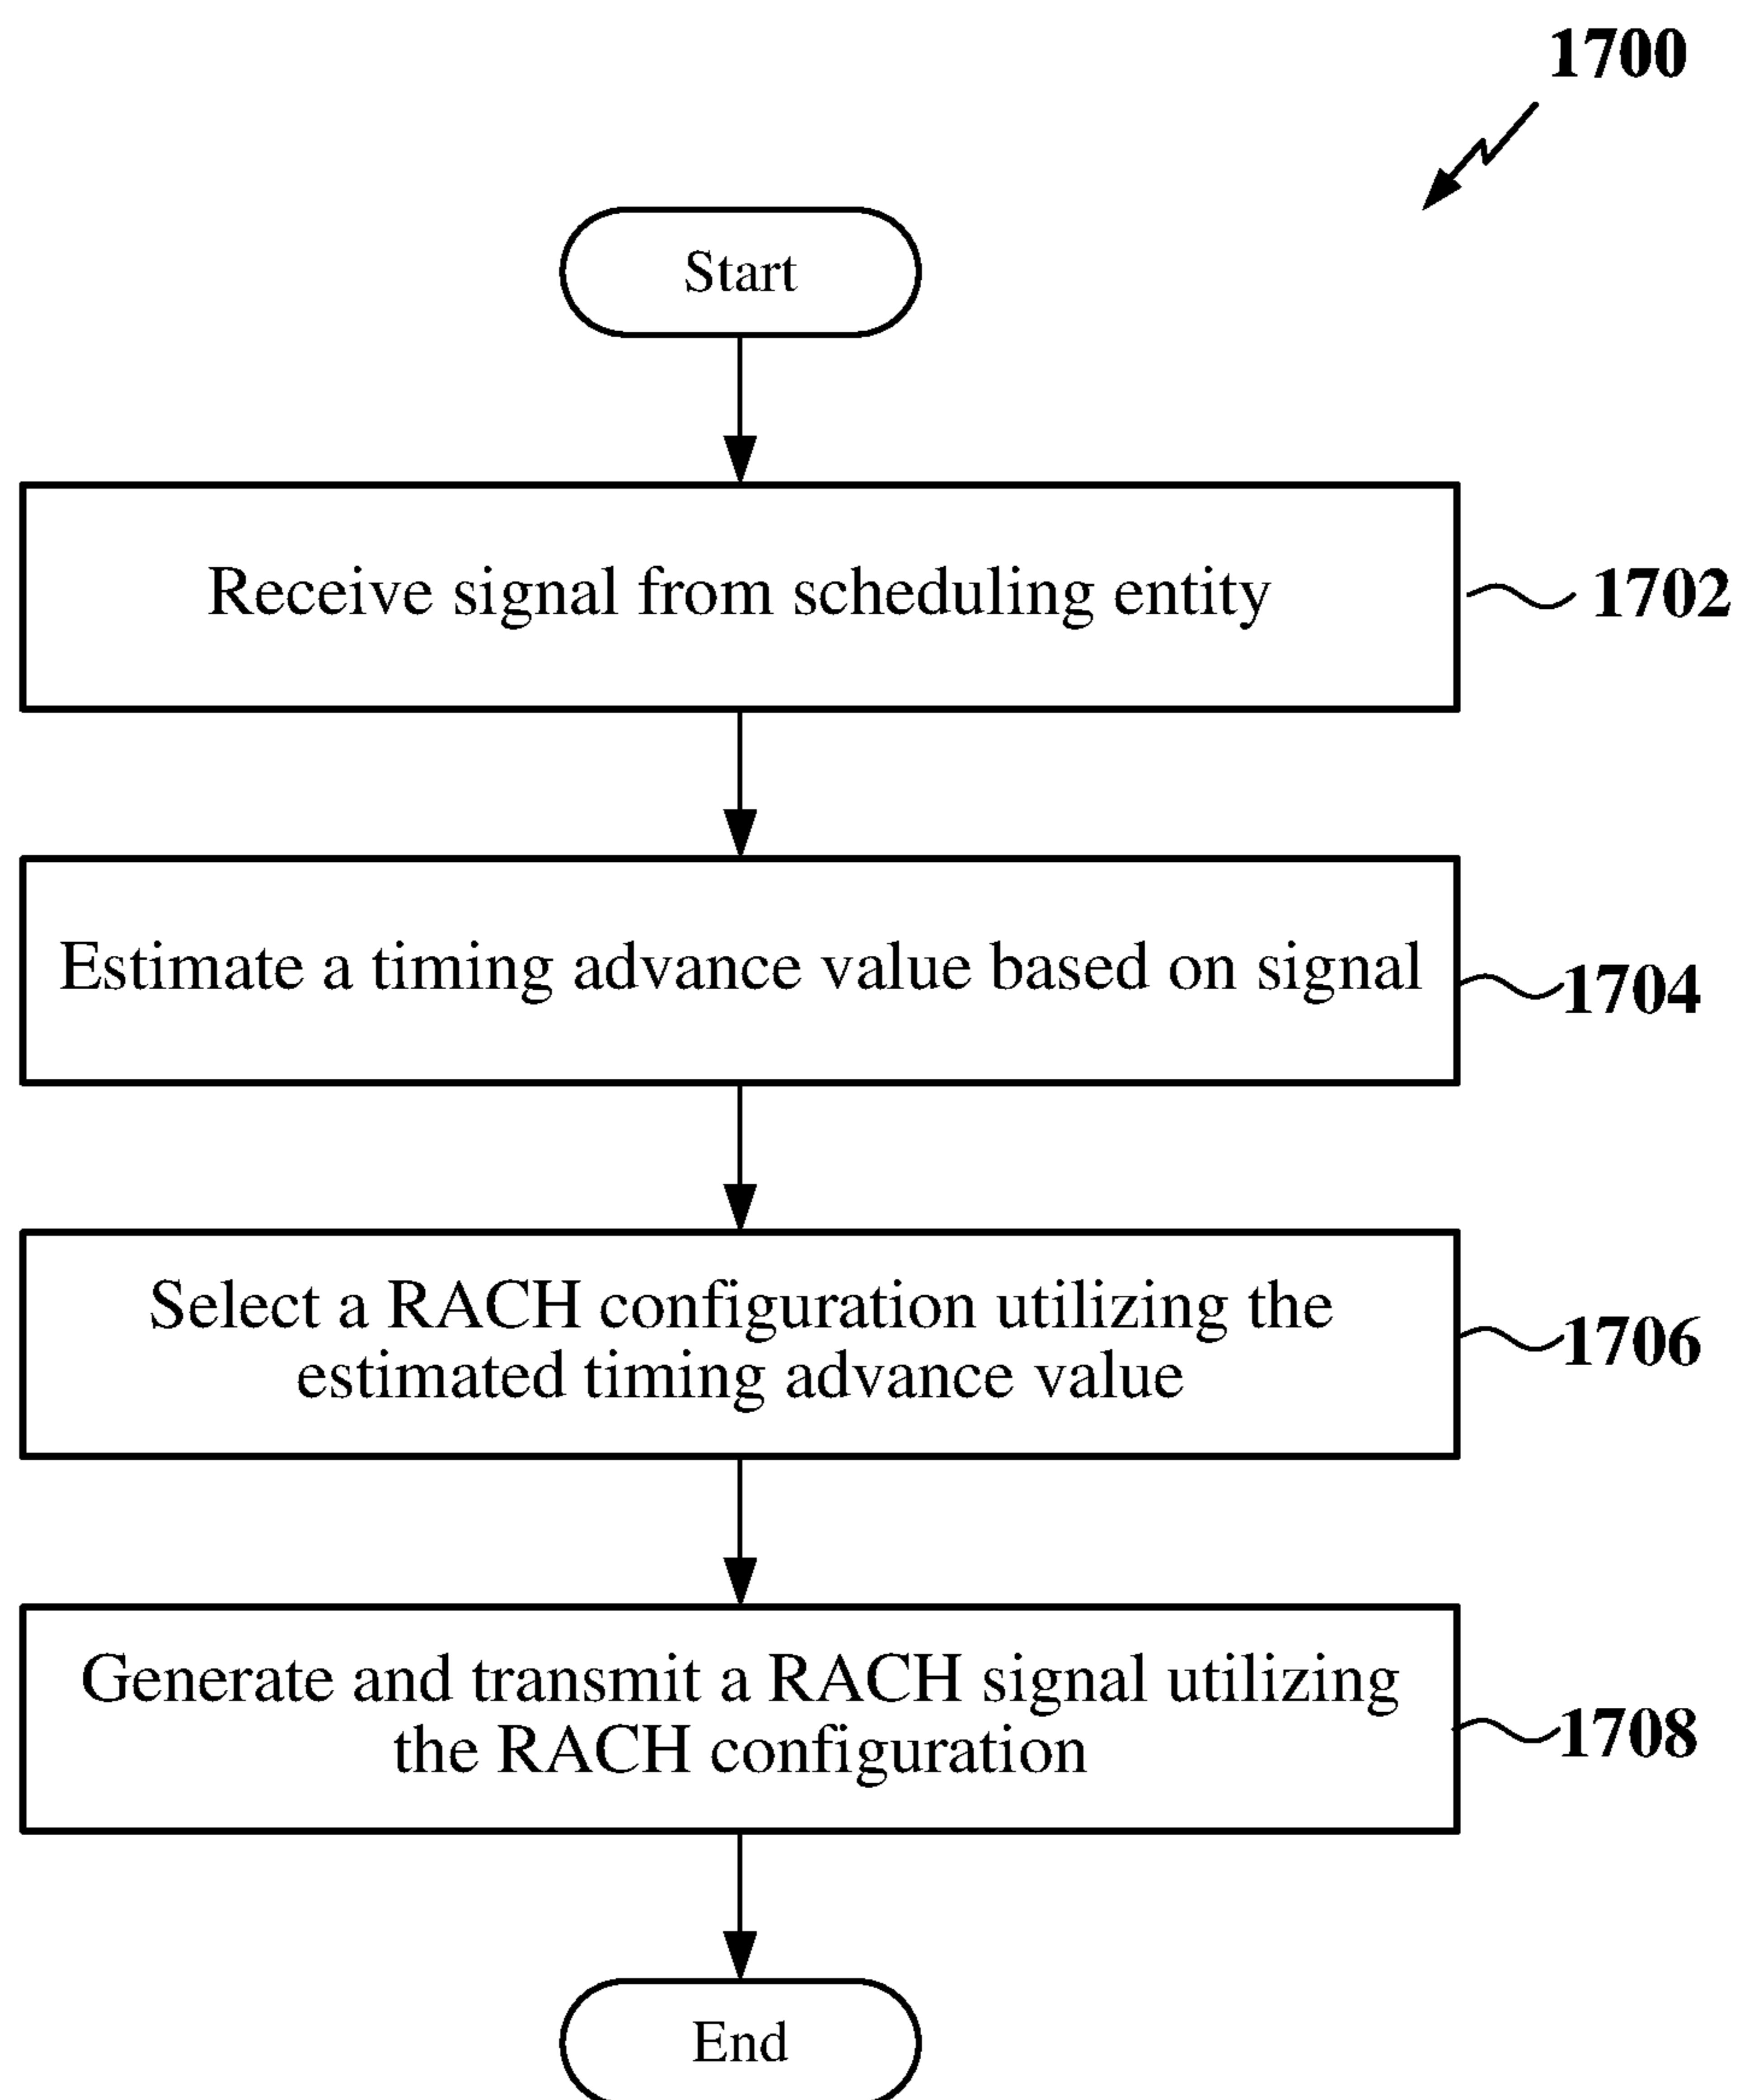 1700
Start
Receive signal from scheduling entity
1702
Estimate a timing advance value based on signal
1704
Select a RACH configuration utilizing the
estimated timing advance value
1706
Generate and transmit a RACH signal utilizing
the RACH configuration
1708
End